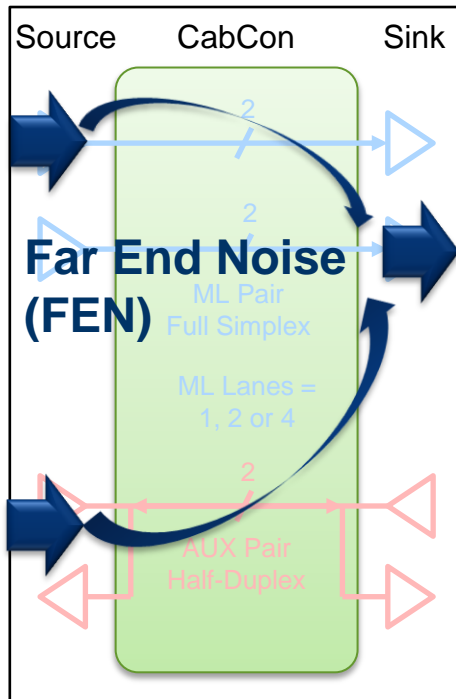 Source CabCon Sink
2
2
Far End Noise
(FEN)
ML Pair
Full Simplex
ML Lanes =
1, 2 or 4
2
AUX Pair
Half-Duplex